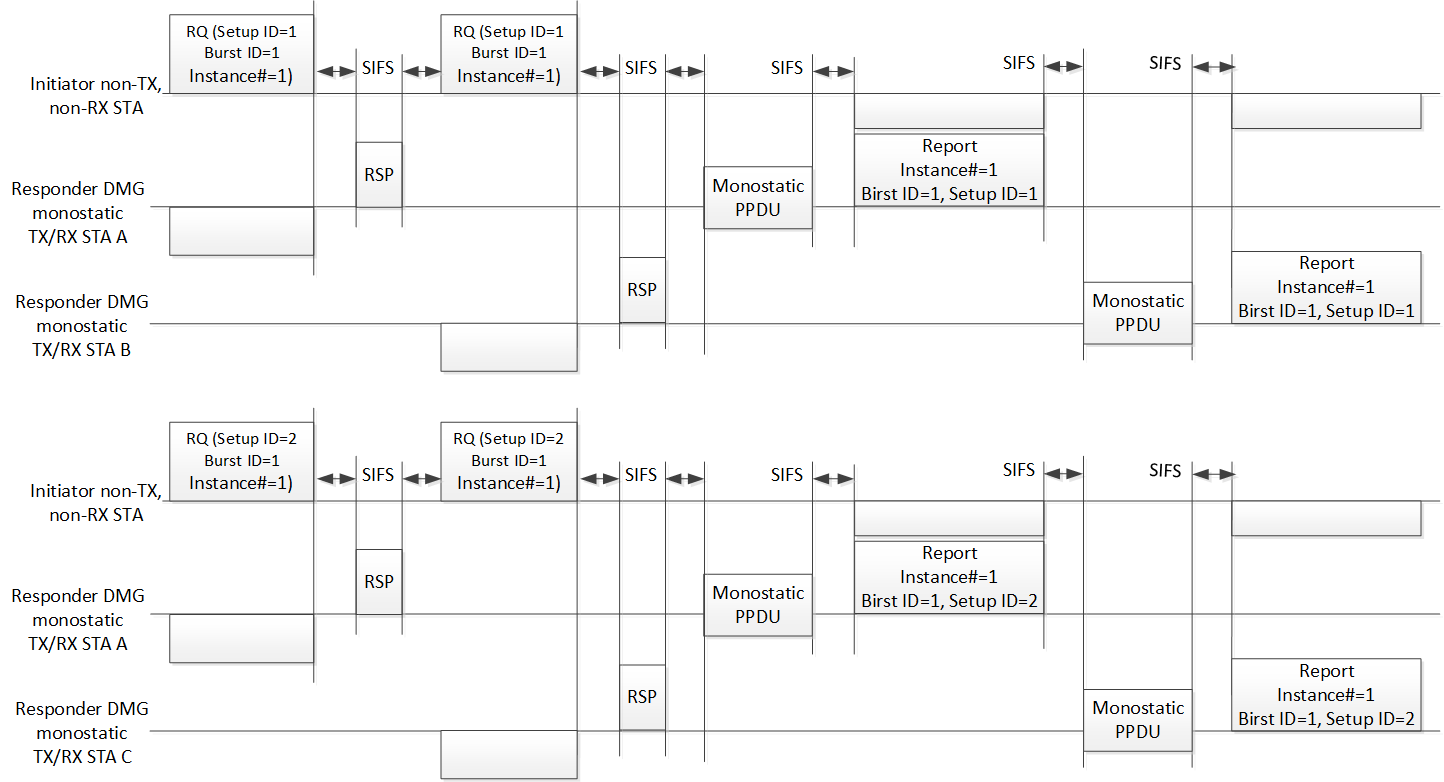 RQ (Setup ID=1
Burst ID=1
Instance#=1)
SIFS
RQ (Setup ID=1
Burst ID=1
Instance#=1)
SIFS
SIFS
SIFS
SIFS
Initiator non-TX,
non-RX STA
RSP
Report
Instance#=1
Birst ID=1, Setup ID=1
Monostatic
PPDU
Responder DMG
monostatic
TX/RX STA A
RSP
Report
Instance#=1
Birst ID=1, Setup ID=1
Monostatic
PPDU
Responder DMG
monostatic
TX/RX STA B
RQ (Setup ID=2
Burst ID=1
Instance#=1)
SIFS
RQ (Setup ID=2
Burst ID=1
Instance#=1)
SIFS
SIFS
SIFS
SIFS
Initiator non-TX,
non-RX STA
RSP
Report
Instance#=1
Birst ID=1, Setup ID=2
Monostatic
PPDU
Responder DMG
monostatic
TX/RX STA A
RSP
Report
Instance#=1
Birst ID=1, Setup ID=2
Monostatic
PPDU
Responder DMG
monostatic
TX/RX STA C